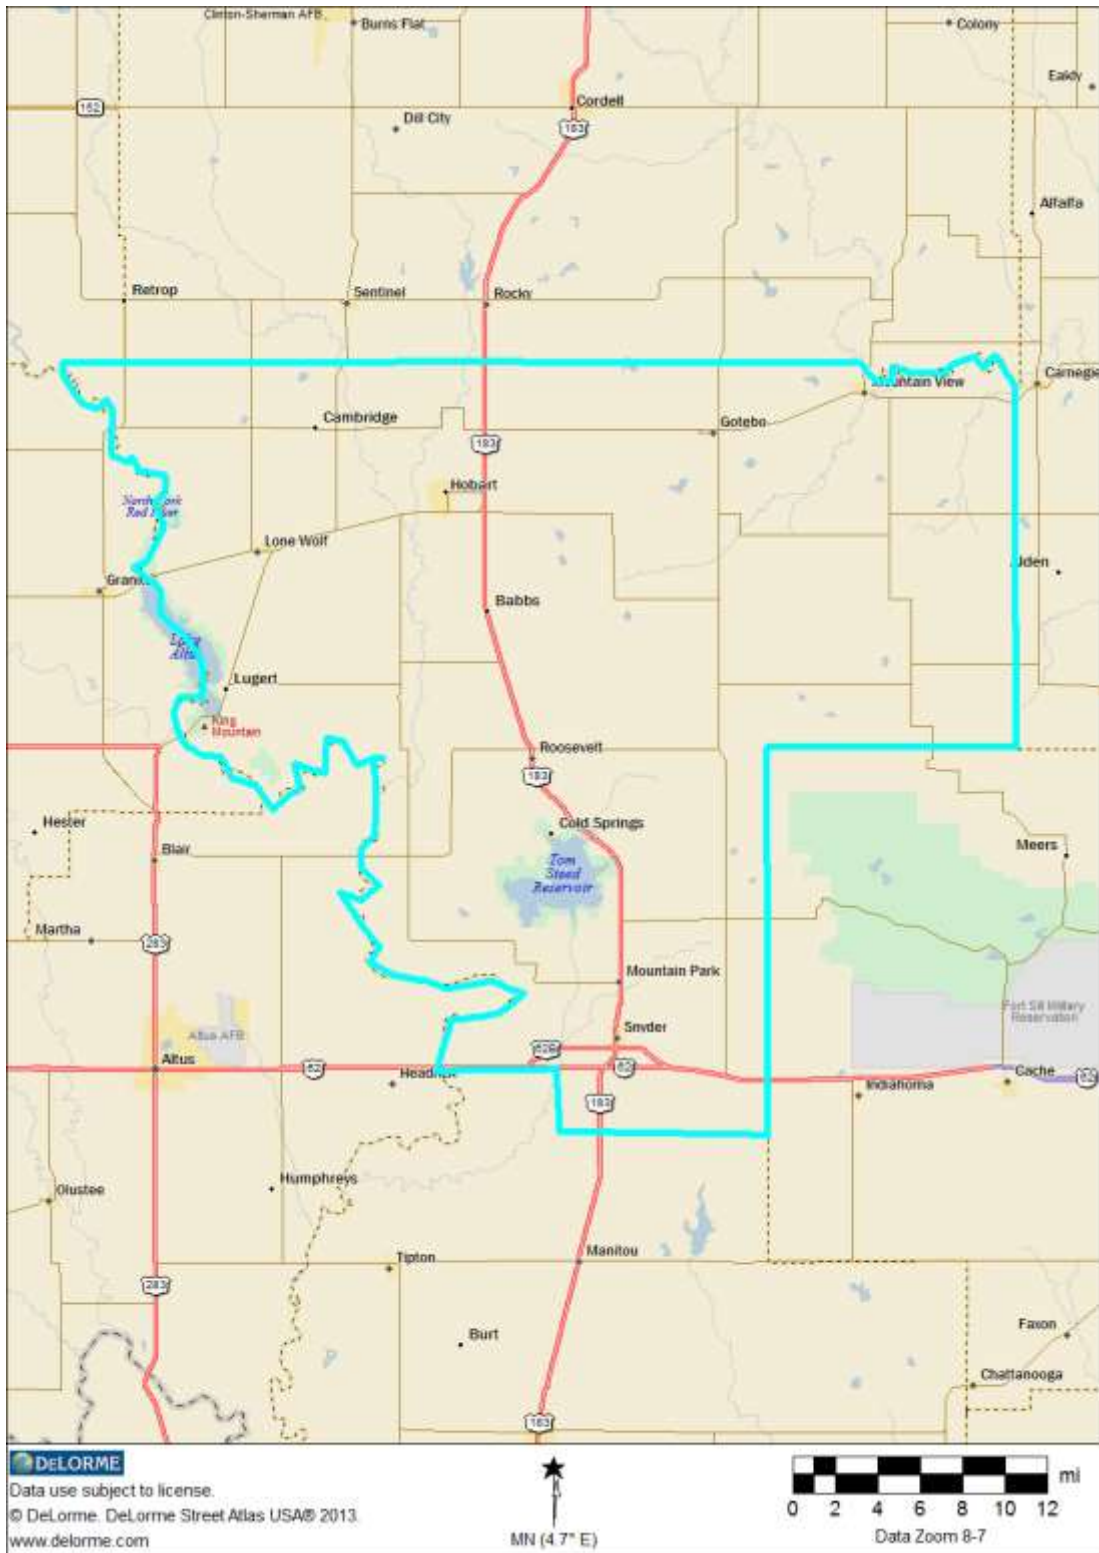 Clinton-Sherman AFB
Burns Flat
Colony
Eakly
152
Cordell
Dill City
183
Alfalfa
Retrop
Sentinel
Rocky
Carnegie
Mountain View
Cambridge
Gotebo
183
Hobart
North Fork
Red River
Lone Wolf
Alden
Granite
Babbs
Lake
Altus
Lugert
King
Mountain
Roosevelt
183
Cold Springs
Hester
Meers
Blair
Tom
Steed
Reservoir
Martha
283
Mountain Park
Fort Sill Military
Reservation
Snyder
Altus AFB
62B
Altus
62
62
Headrick
Cache
62
Indiahoma
183
Humphreys
Olustee
Manitou
Tipton
283
Burt
Faxon
Chattanooga
183
DELORME
Data use subject to license.
© DeLorme. DeLorme Street Atlas USA® 2013.
www.delorme.com
MN (4.7° E)
mi
0 2 4 6 8 10 12
Data Zoom 8-7